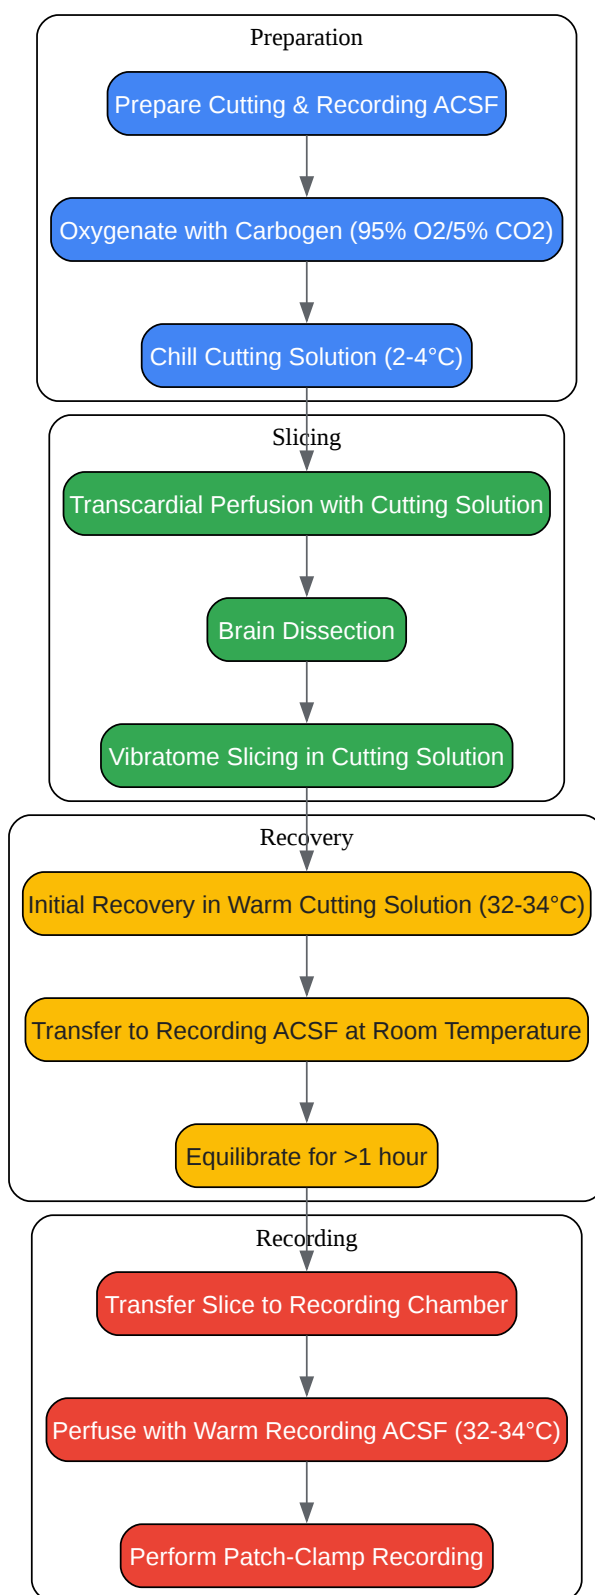 Preparation
Prepare Cutting & Recording ACSF
Oxygenate with Carbogen (95% O2/5% CO2)
Chill Cutting Solution (2-4°C)
Slicing
Transcardial Perfusion with Cutting Solution
Brain Dissection
Vibratome Slicing in Cutting Solution
Recovery
Initial Recovery in Warm Cutting Solution (32-34°C)
Transfer to Recording ACSF at Room Temperature
Equilibrate for >1 hour
Recording
Transfer Slice to Recording Chamber
Perfuse with Warm Recording ACSF (32-34°C)
Perform Patch-Clamp Recording